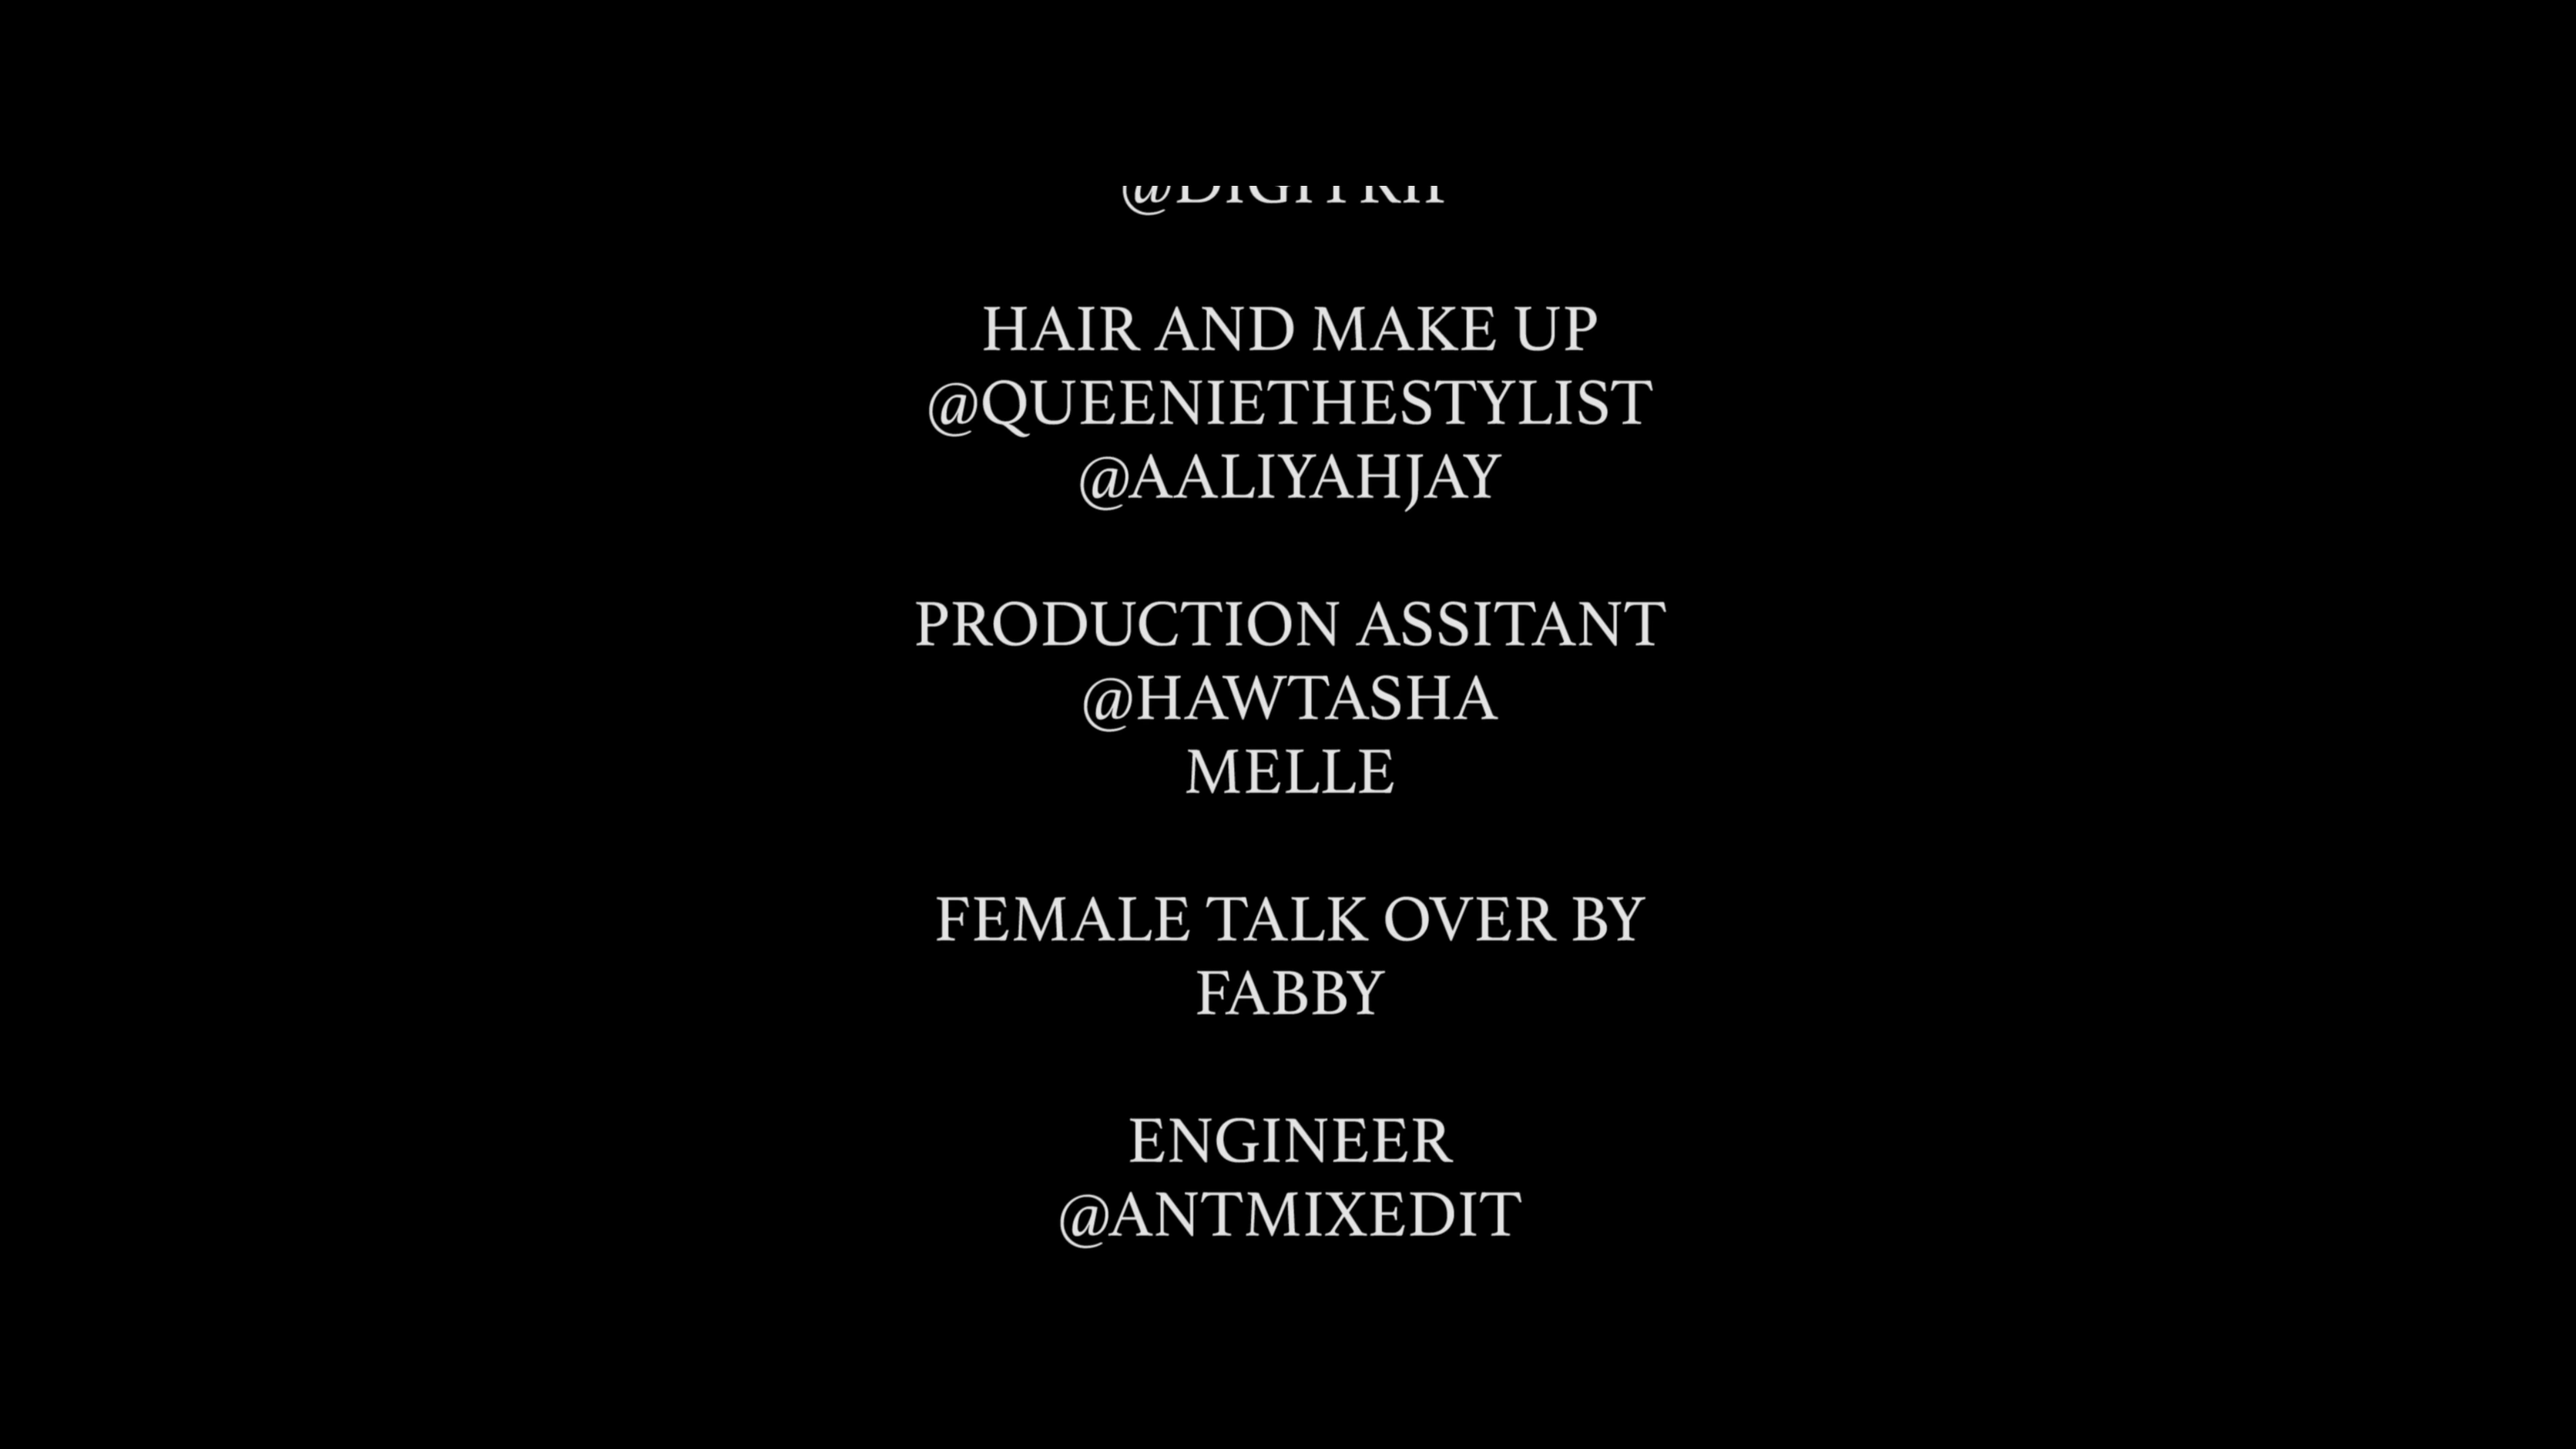 HAIR AND MAKE UP
@QUEENIETHESTYLIST
@AALIYAHJAY
PRODUCTION ASSITANT
@HAWTASHA
MELLE
FEMALE TALK OVER BY
FABBY
ENGINEER
@ANTMIXEDIT